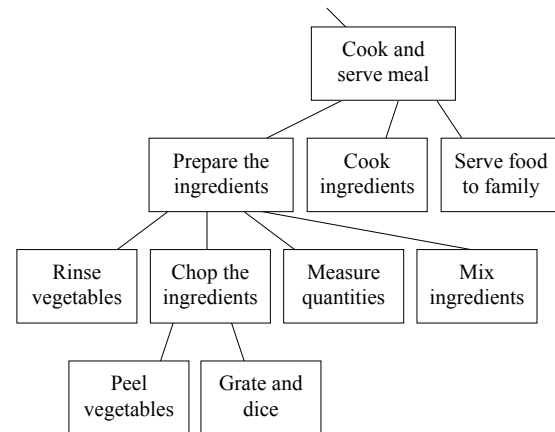 Cook and
serve meal
Prepare the
ingredients
Cook
ingredients
Serve food
to family
Rinse
vegetables
Chop the
ingredients
Measure
quantities
Mix
ingredients
Peel
vegetables
Grate and
dice